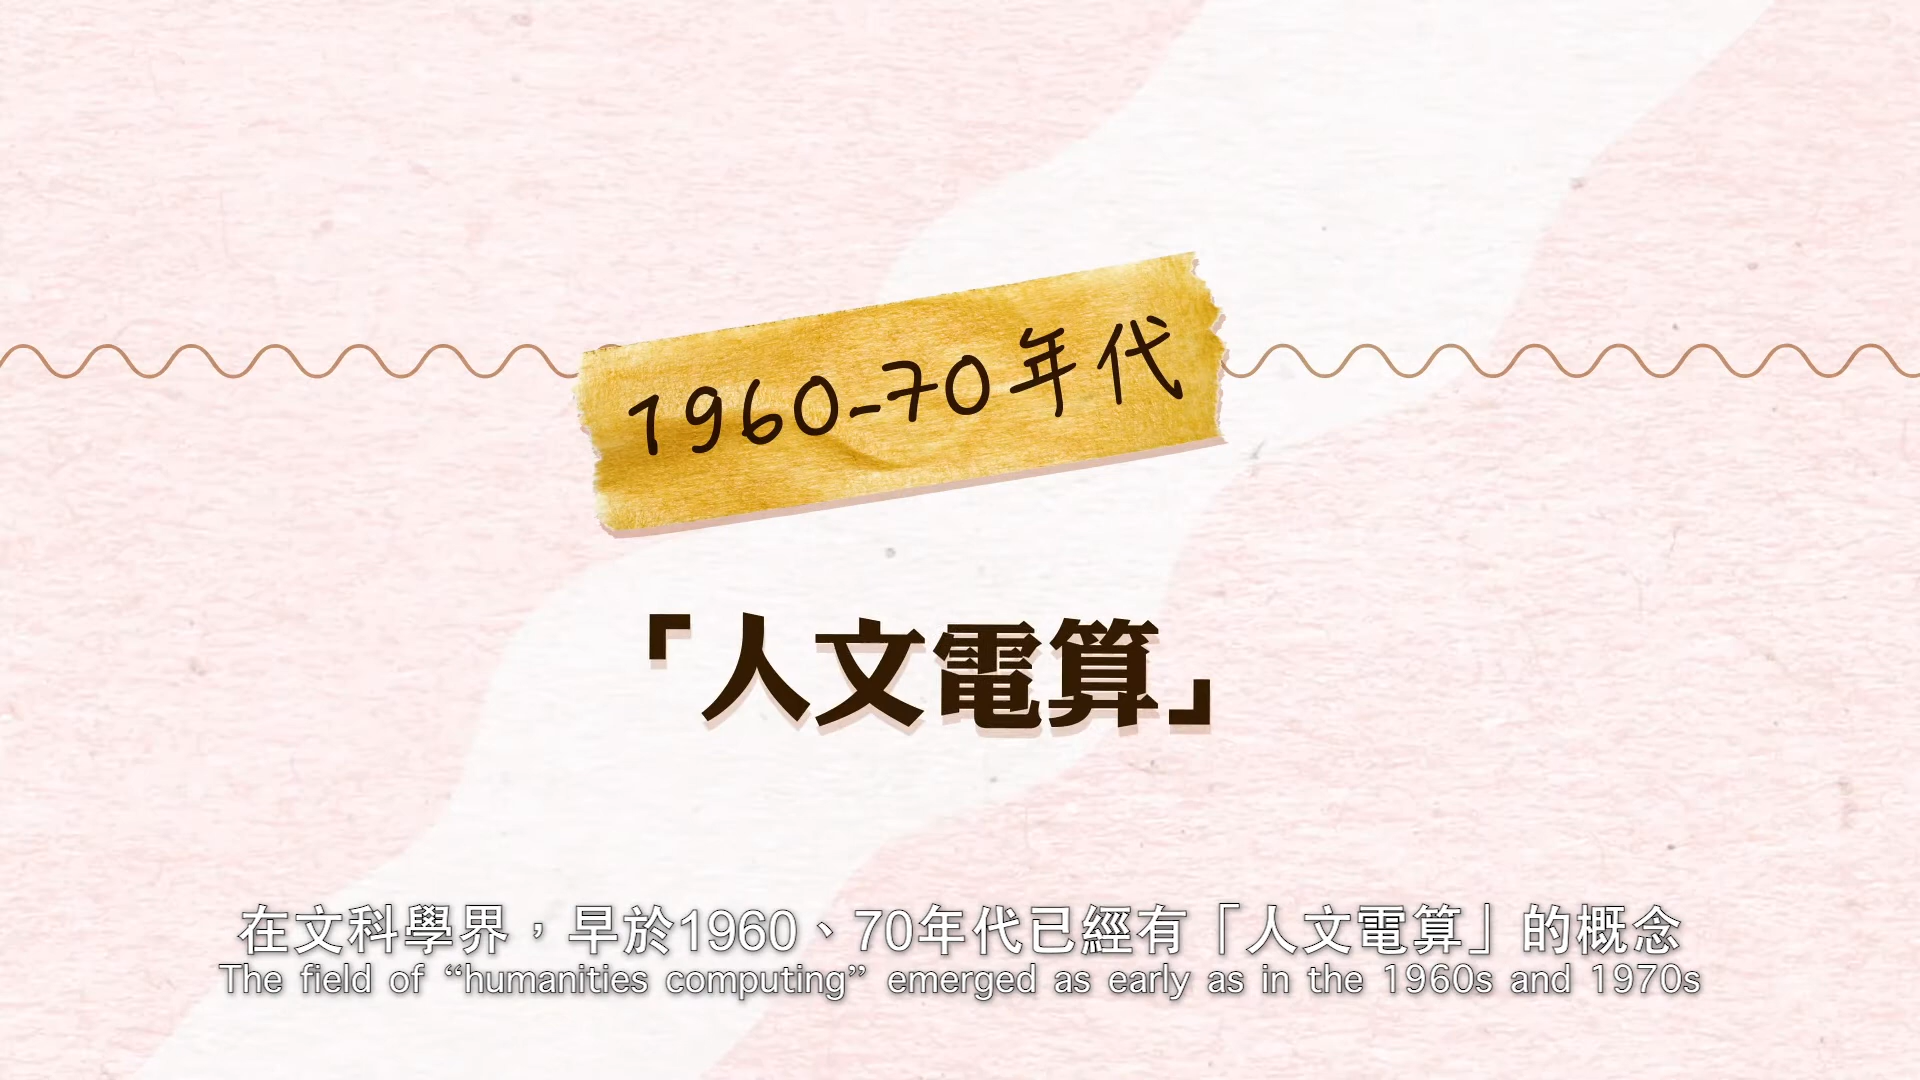 1960-70年代
「人文電算」
在文科學界，早於1960、70年代已經有「人文電算」的概念
The field of “humanities computing” emerged as early as in the 1960s and 1970s